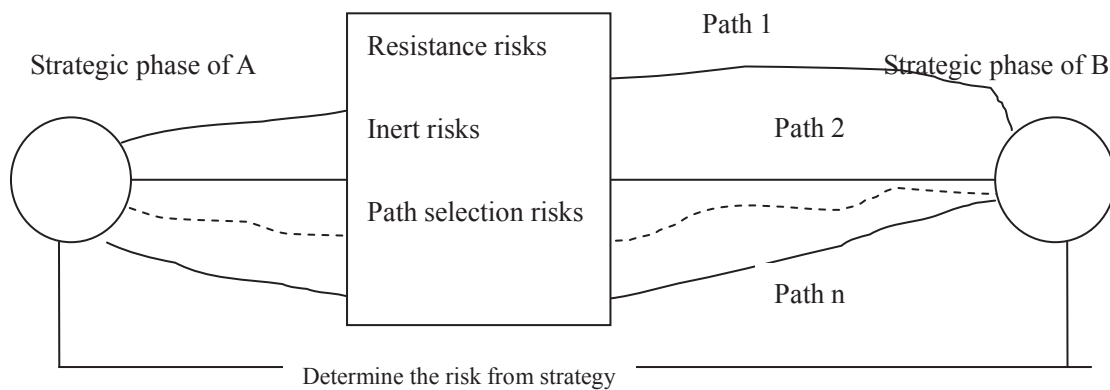 Path 1
Resistance risks
Strategic phase of A
Strategic phase of B
Inert risks
Path 2
Path selection risks
Path n
Determine the risk from strategy